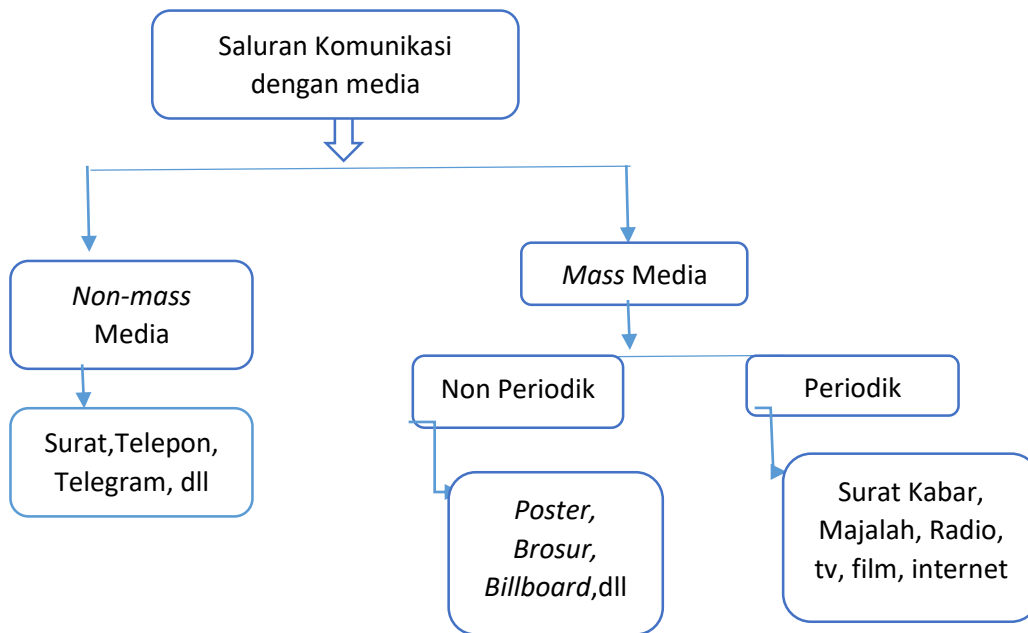 Saluran Komunikasi
dengan media
Mass Media
Non-mass
Media
Non Periodik
Periodik
Surat,Telepon,
Telegram, dll
Poster,
Brosur,
Billboard,dll
Surat Kabar,
Majalah, Radio,
tv, film, internet